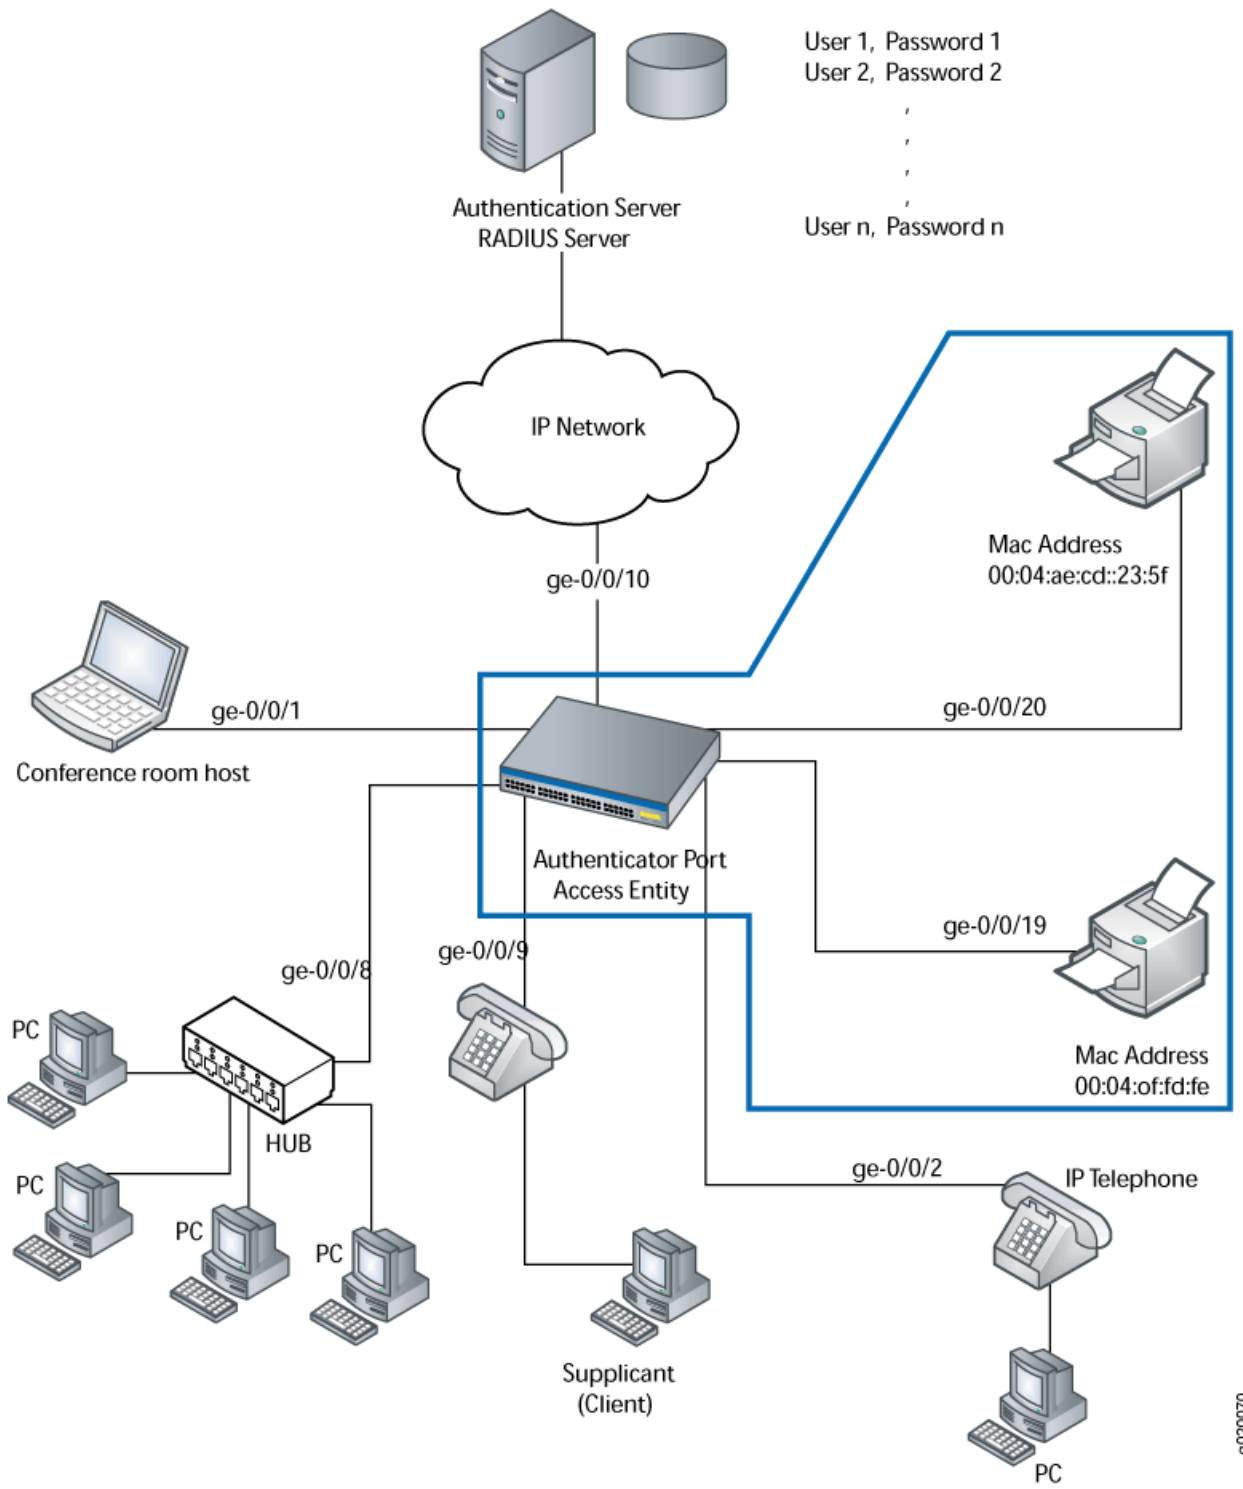 User 1, Password 1
User 2, Password 2
,
,
,
,
User n, Password n
Authentication Server
RADIUS Server
IP Network
ge-0/0/10
Mac Address
00:04:ae:cd::23:5f
ge-0/0/1
ge-0/0/20
Conference room host
Authenticator Port
Access Entity
ge-0/0/19
ge-0/0/9
ge-0/0/8
PC
Mac Address
00:04:of:fd:fe
HUB
ge-0/0/2
IP Telephone
PC
PC
PC
Supplicant
(Client)
PC
g020070